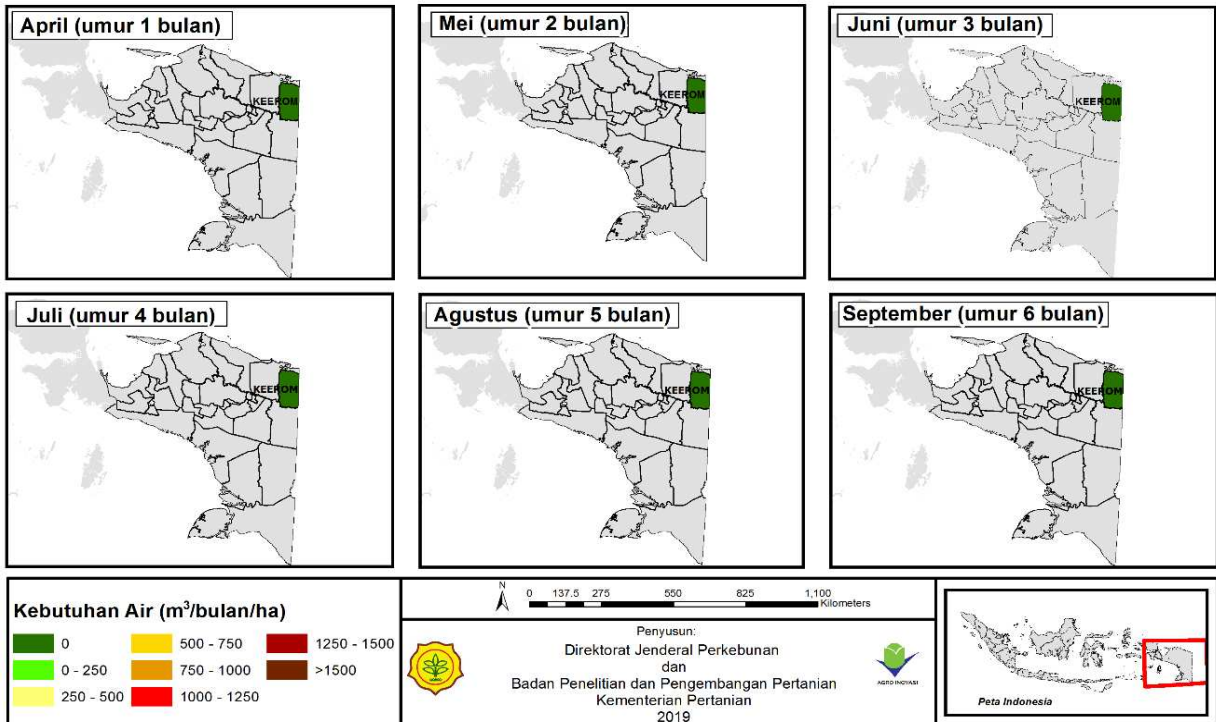 April (umur 1 bulan)
KEEROM
Mei (umur 2 bulan)
KEEROM
Juni (umur 3 bulan)
KEEROM
Juli (umur 4 bulan)
KEEROM
Agustus (umur 5 bulan)
KEEROM
September (umur 6 bulan)
KEEROM
Kebutuhan Air (m³/bulan/ha)
0
0 - 250
250 - 500
500 - 750
750 - 1000
1000 - 1250
1250 - 1500
>1500
N
0 137.5 275 550 825 1,100
Kilometers
Penyusun:
Direktorat Jenderal Perkebunan
dan
Badan Penelitian dan Pengembangan Pertanian
Kementerian Pertanian
2019
AGRO INOVASI
Peta Indonesia